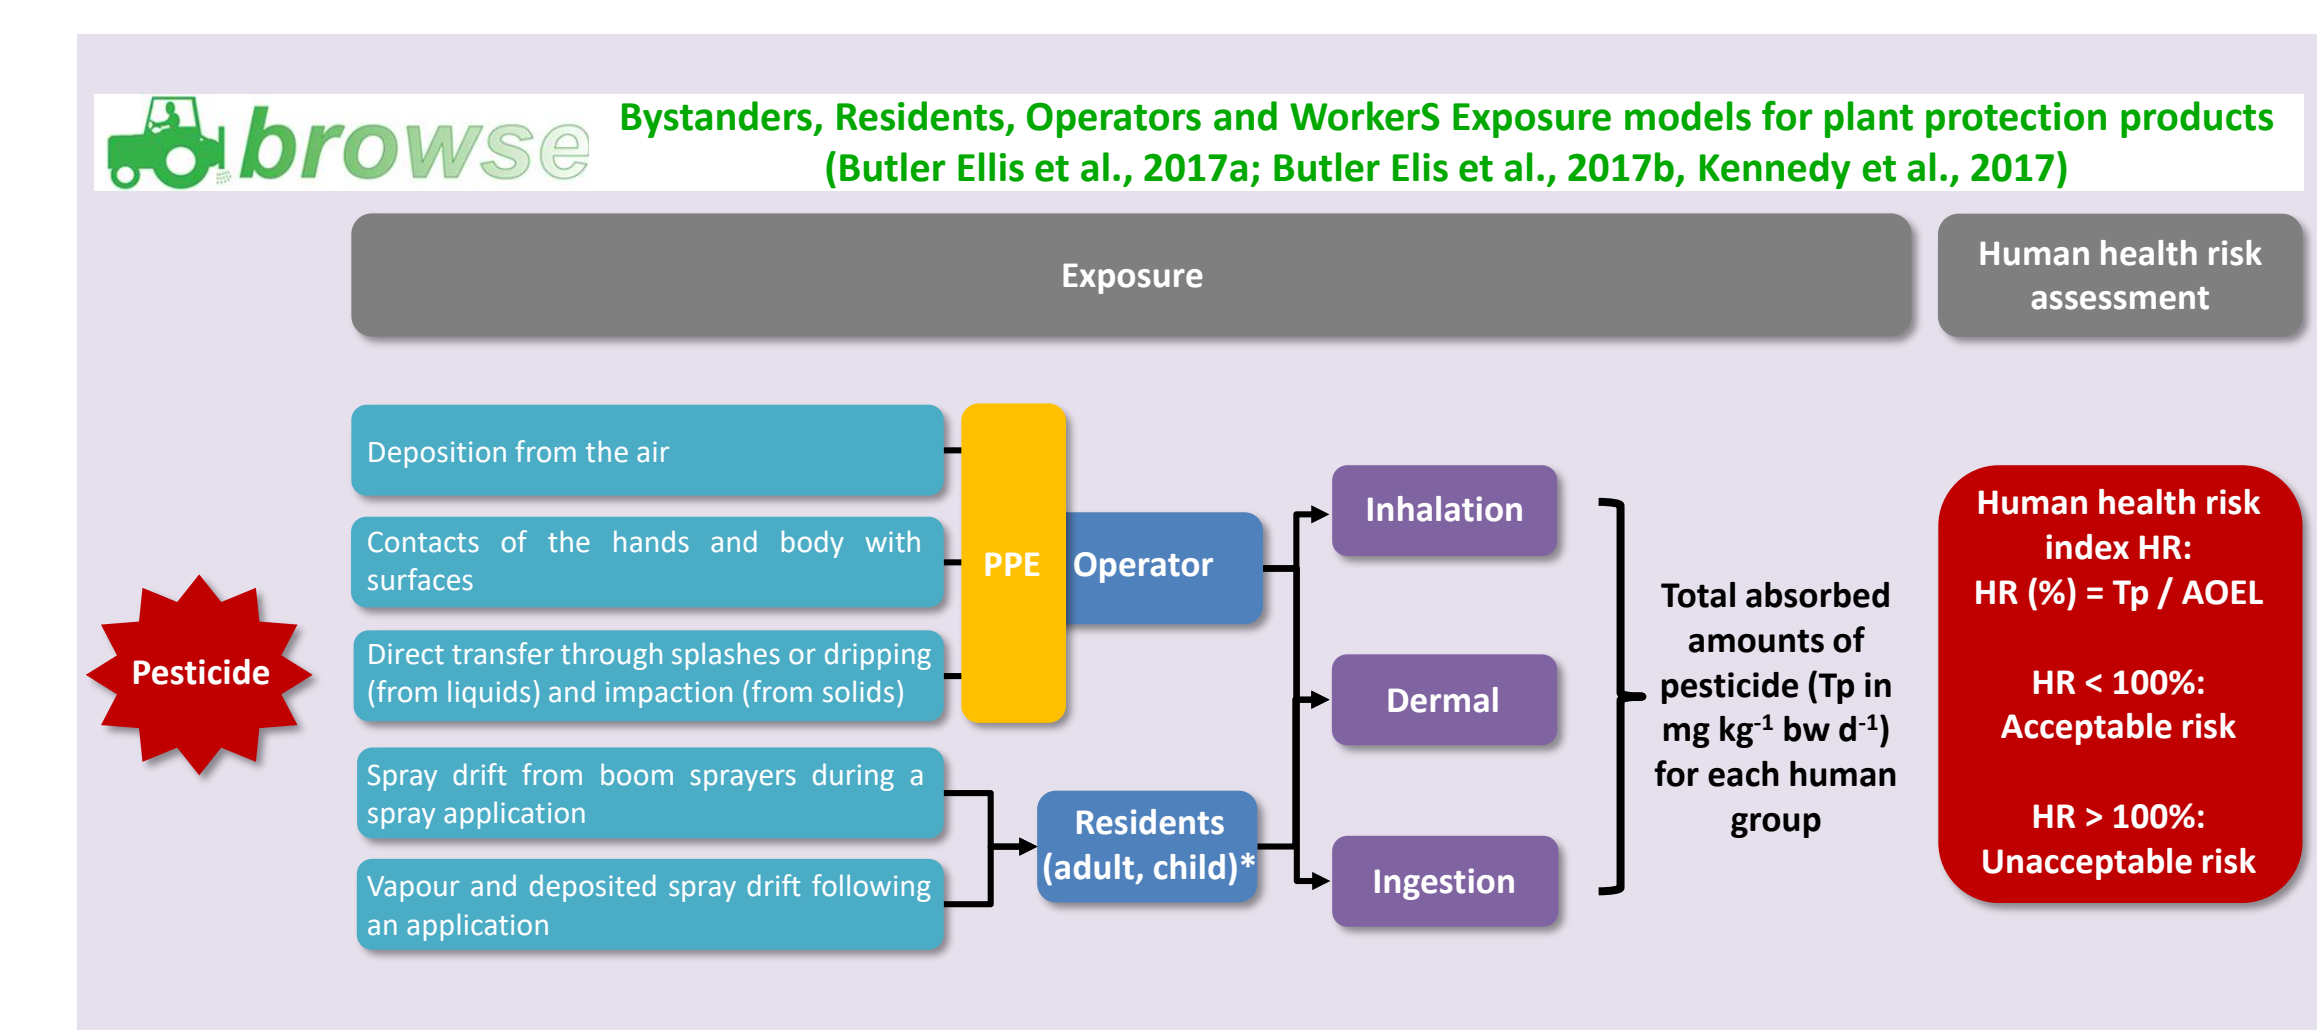 browse
Bystanders, Residents, Operators and WorkerS Exposure models for plant protection products
(Butler Ellis et al., 2017a; Butler Elis et al., 2017b, Kennedy et al., 2017)
Exposure
Human health risk
assessment
Pesticide
Deposition from the air
Contacts of the hands and body with
surfaces
Direct transfer through splashes or dripping
(from liquids) and impaction (from solids)
Spray drift from boom sprayers during a
spray application
Vapour and deposited spray drift following
an application
PPE
Operator
Residents
(adult, child)*
Inhalation
Dermal
Ingestion
Total absorbed
amounts of
pesticide (Tp in
mg kg⁻¹ bw d⁻¹)
for each human
group
Human health risk
index HR:
HR (%) = Tp / AOEL
HR < 100%:
Acceptable risk
HR > 100%:
Unacceptable risk